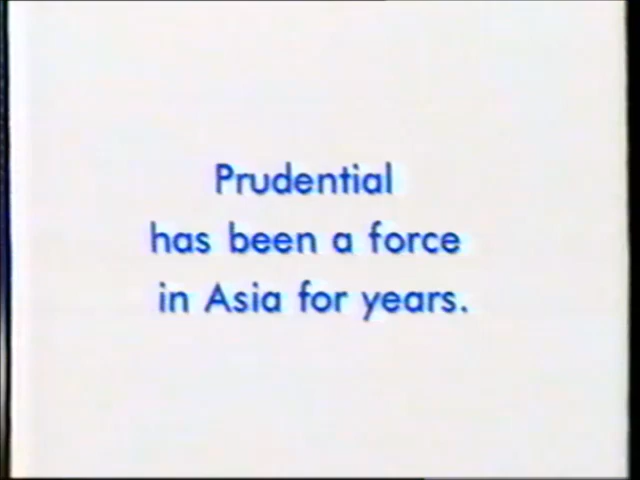 Prudential
has been a force
in Asia for years.